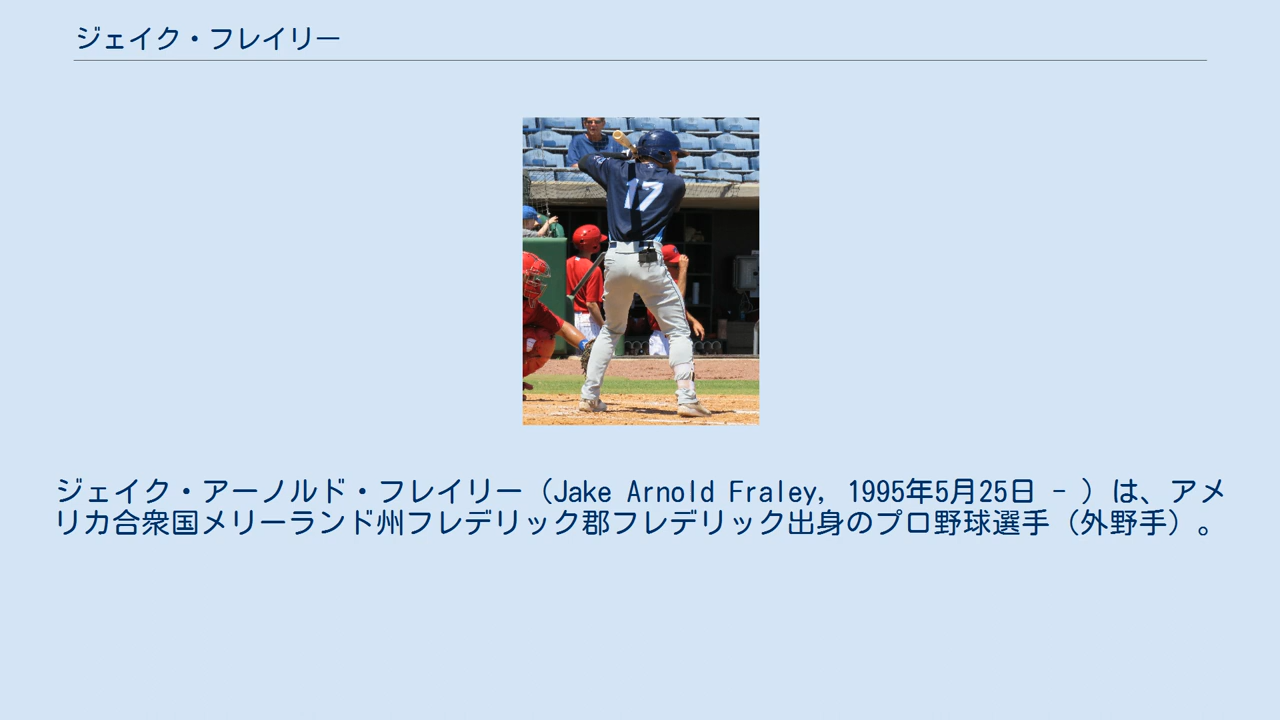 ジェイク・フレイリー
17
ジェイク・アーノルド・フレイリー（Jake Arnold Fraley, 1995年5月25日 - ）は、アメ
リカ合衆国メリーランド州フレデリック郡フレデリック出身のプロ野球選手（外野手）。